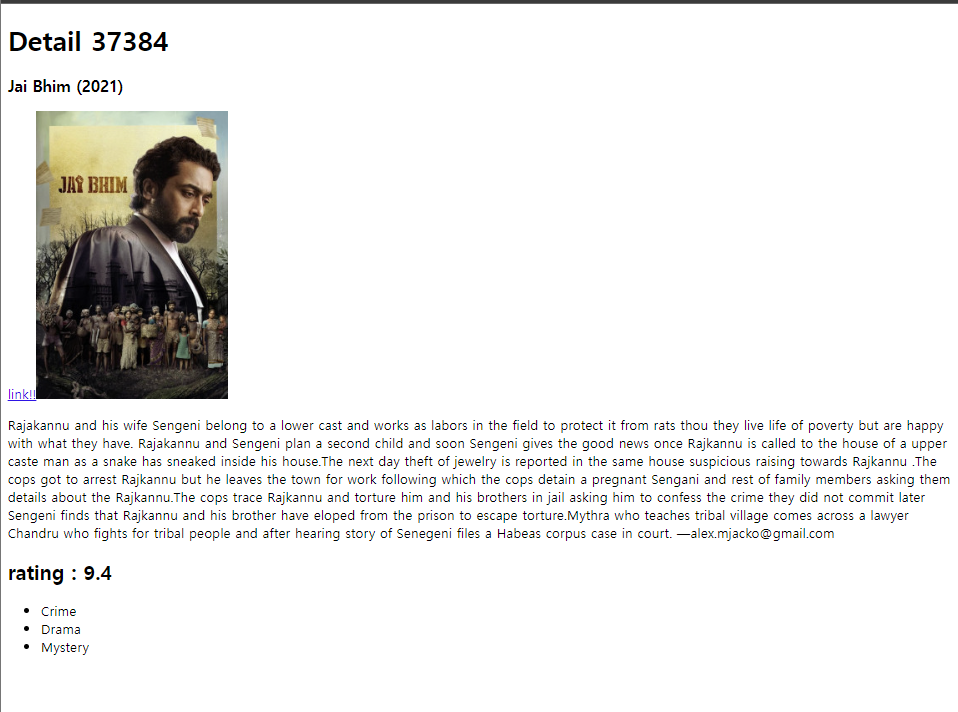 Detail 37384
Jai Bhim (2021)
JAI BHIM
link!!
Rajakannu and his wife Sengeni belong to a lower cast and works as labors in the field to protect it from rats thou they live life of poverty but are happy
with what they have. Rajakannu and Sengeni plan a second child and soon Sengeni gives the good news once Rajkannu is called to the house of a upper
caste man as a snake has sneaked inside his house.The next day theft of jewelry is reported in the same house suspicious raising towards Rajkannu .The
cops got to arrest Rajkannu but he leaves the town for work following which the cops detain a pregnant Sengani and rest of family members asking them
details about the Rajkannu.The cops trace Rajkannu and torture him and his brothers in jail asking him to confess the crime they did not commit later
Sengeni finds that Rajkannu and his brother have eloped from the prison to escape torture.Mythra who teaches tribal village comes across a lawyer
Chandru who fights for tribal people and after hearing story of Senegeni files a Habeas corpus case in court. —alex.mjacko@gmail.com
rating : 9.4
Crime
Drama
Mystery